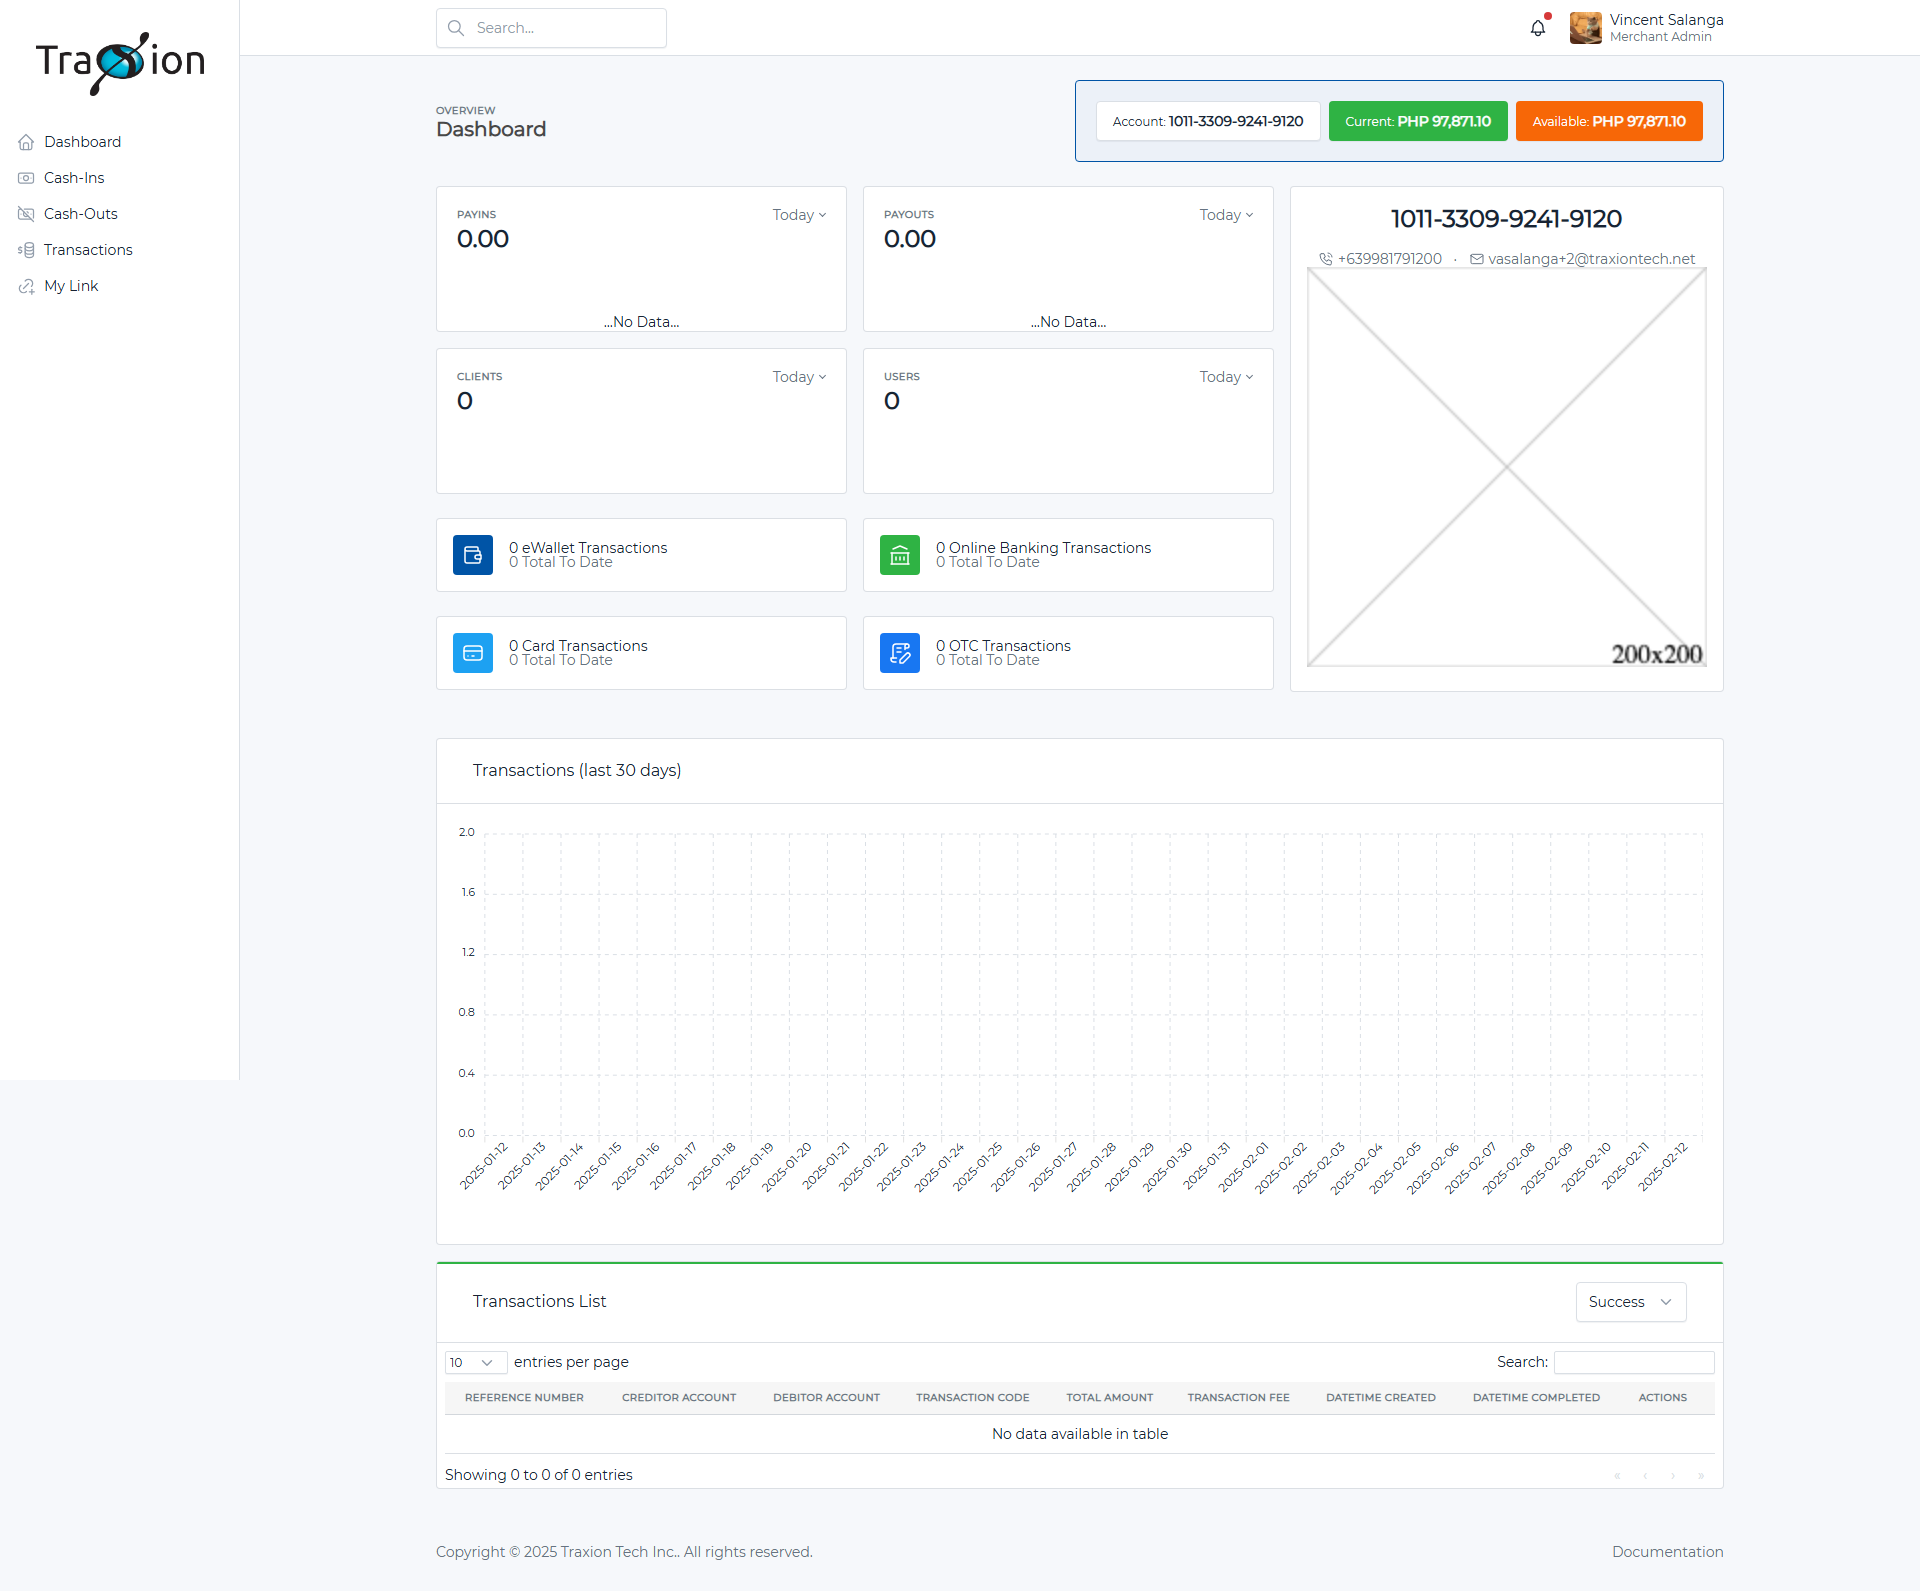 Traxion
Search...
Vincent Salanga
Merchant Admin
Dashboard
Cash-Ins
Cash-Outs
Transactions
My Link
OVERVIEW
Dashboard
Account: 1011-3309-9241-9120
Current: PHP 97,871.10
Available: PHP 97,871.10
PAYINS
Today
0.00
...No Data...
PAYOUTS
Today
0.00
...No Data...
1011-3309-9241-9120
+639981791200 · vasalanga+2@traxiontech.net
200x200
CLIENTS
Today
0
USERS
Today
0
0 eWallet Transactions
0 Total To Date
0 Online Banking Transactions
0 Total To Date
0 Card Transactions
0 Total To Date
0 OTC Transactions
0 Total To Date
Transactions (last 30 days)
2.0
1.6
1.2
0.8
0.4
0.0
2025-01-12
2025-01-13
2025-01-14
2025-01-15
2025-01-16
2025-01-17
2025-01-18
2025-01-19
2025-01-20
2025-01-21
2025-01-22
2025-01-23
2025-01-24
2025-01-25
2025-01-26
2025-01-27
2025-01-28
2025-01-29
2025-01-30
2025-01-31
2025-02-01
2025-02-02
2025-02-03
2025-02-04
2025-02-05
2025-02-06
2025-02-07
2025-02-08
2025-02-09
2025-02-10
2025-02-11
2025-02-12
Transactions List
Success
10 entries per page
Search:
REFERENCE NUMBER CREDITOR ACCOUNT DEBITOR ACCOUNT TRANSACTION CODE TOTAL AMOUNT TRANSACTION FEE DATETIME CREATED DATETIME COMPLETED ACTIONS
No data available in table
Showing 0 to 0 of 0 entries
« ‹ › »
Copyright © 2025 Traxion Tech Inc.. All rights reserved.
Documentation